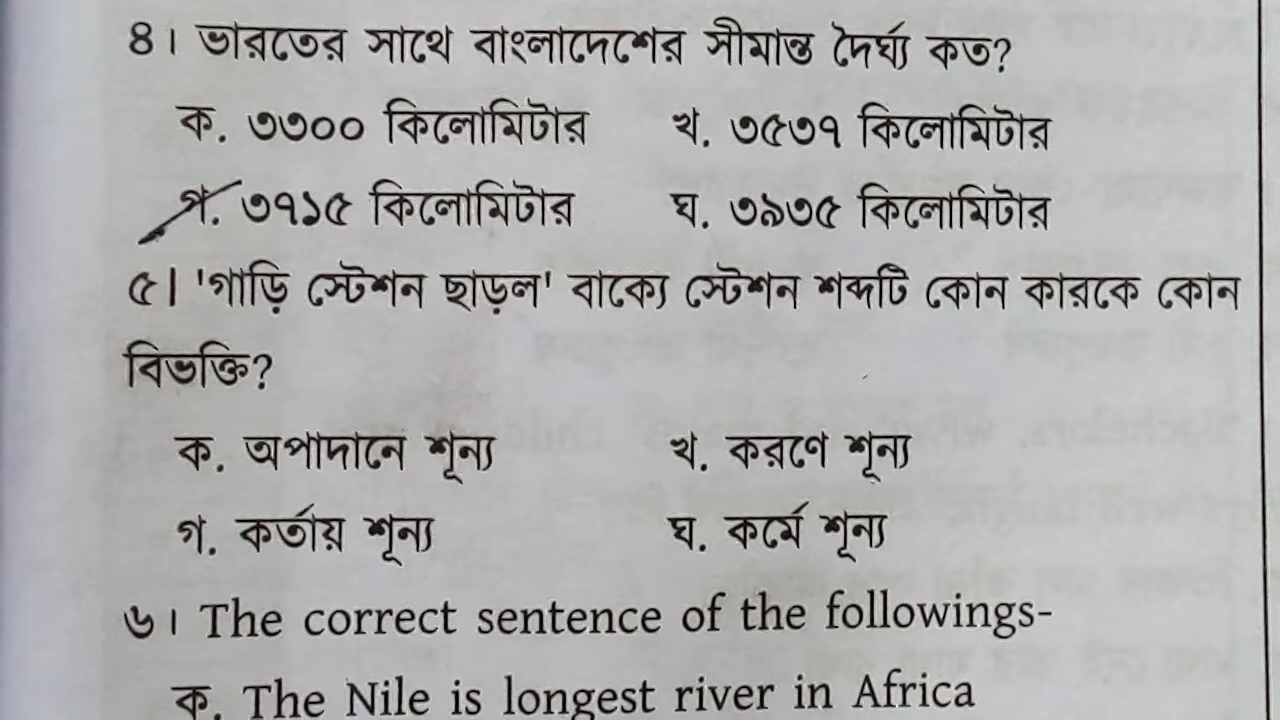 ৪। ভারতের সাথে বাংলাদেশের সীমান্ত দৈর্ঘ্য কত?
ক. ৩৩০০ কিলোমিটার খ. ৩৫৩৭ কিলোমিটার
গ. ৩৭১৫ কিলোমিটার ঘ. ৩৯৩৫ কিলোমিটার
৫। 'গাড়ি স্টেশন ছাড়ল' বাক্যে স্টেশন শব্দটি কোন কারকে কোন
বিভক্তি?
ক. অপাদানে শূন্য খ. করণে শূন্য
গ. কর্তায় শূন্য ঘ. কর্মে শূন্য
৬। The correct sentence of the followings-
ক. The Nile is longest river in Africa